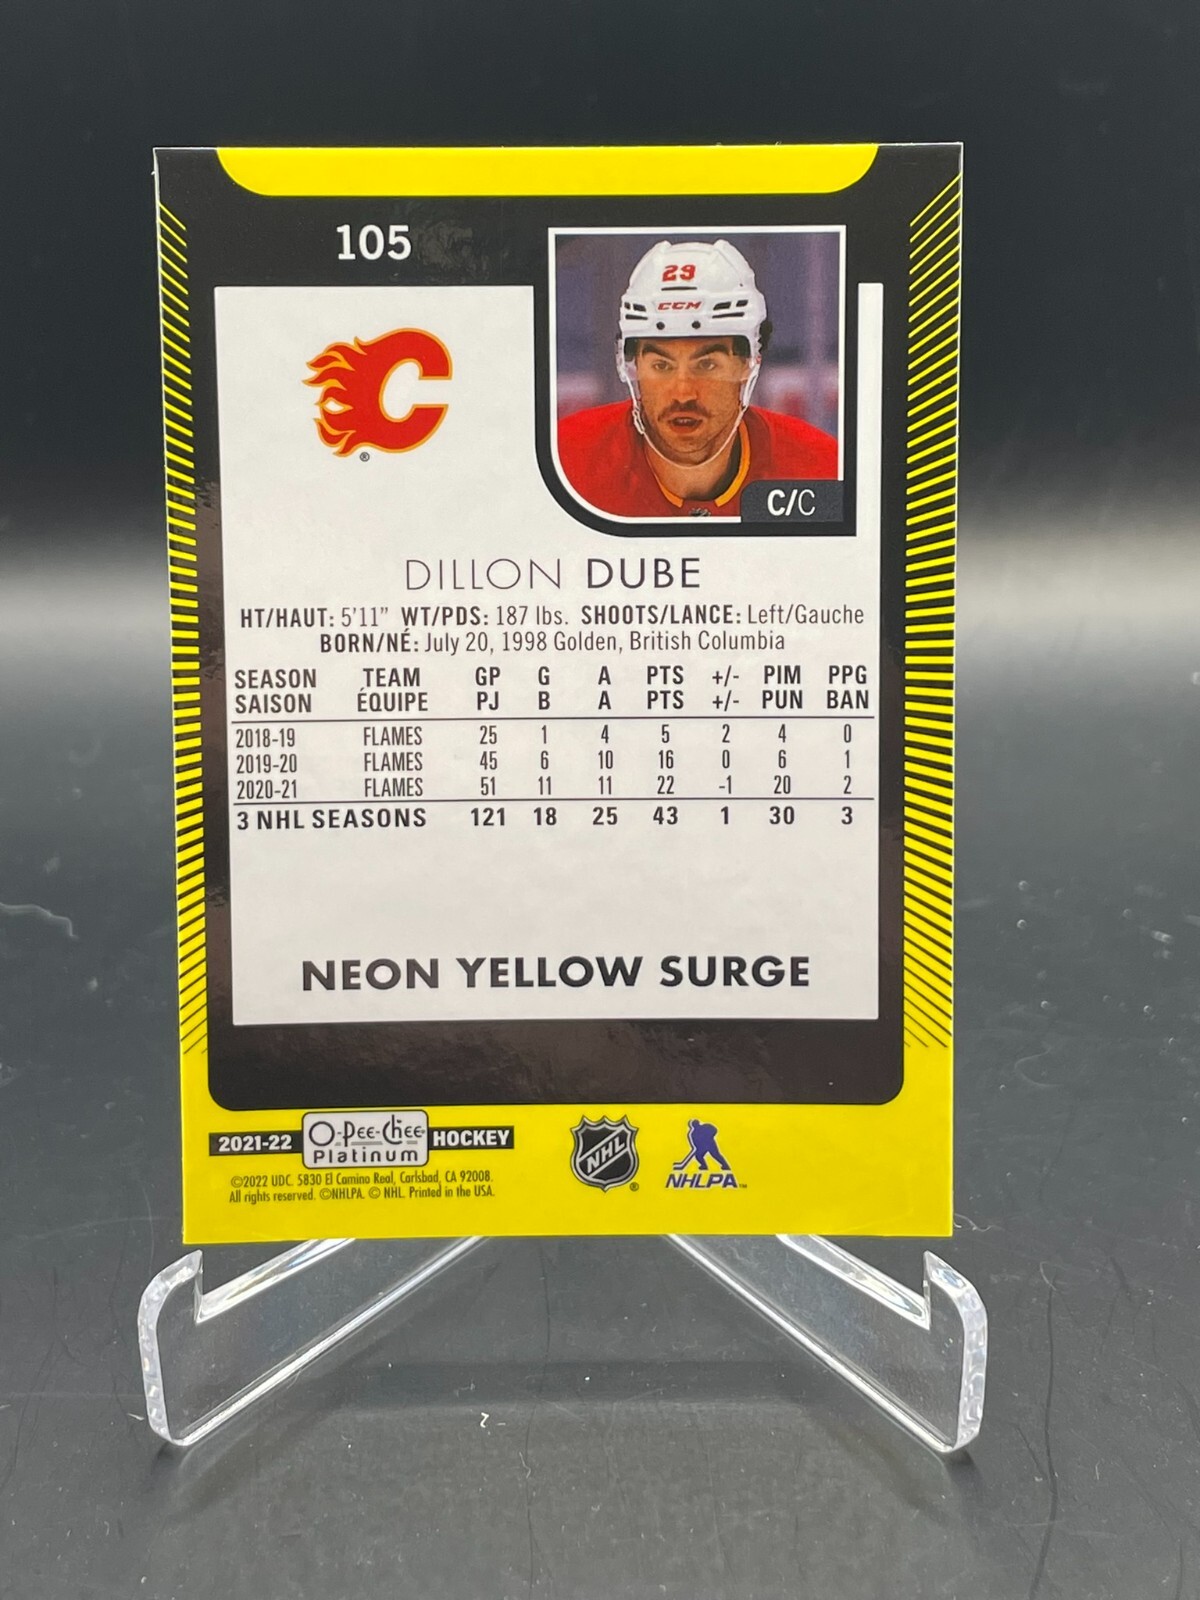 105
29
CCM
C/C
DILLON DUBE
HT/HAUT: 5'11” WT/PDS: 187 lbs. SHOOTS/LANCE: Left/Gauche
BORN/NÉ: July 20, 1998 Golden, British Columbia
SEASON TEAM GP G A PTS +/- PIM PPG
SAISON ÉQUIPE PJ B A PTS +/- PUN BAN
2018-19 FLAMES 25 1 4 5 2 4 0
2019-20 FLAMES 45 6 10 16 0 6 1
2020-21 FLAMES 51 11 11 22 -1 20 2
3 NHL SEASONS 121 18 25 43 1 30 3
NEON YELLOW SURGE
2021-22 O-Pee-Chee Platinum HOCKEY
NHL ®
NHLPA™
©2022 UDC. 5830 El Camino Real, Carlsbad, CA 92008.
All rights reserved. ©NHLPA. © NHL. Printed in the USA.